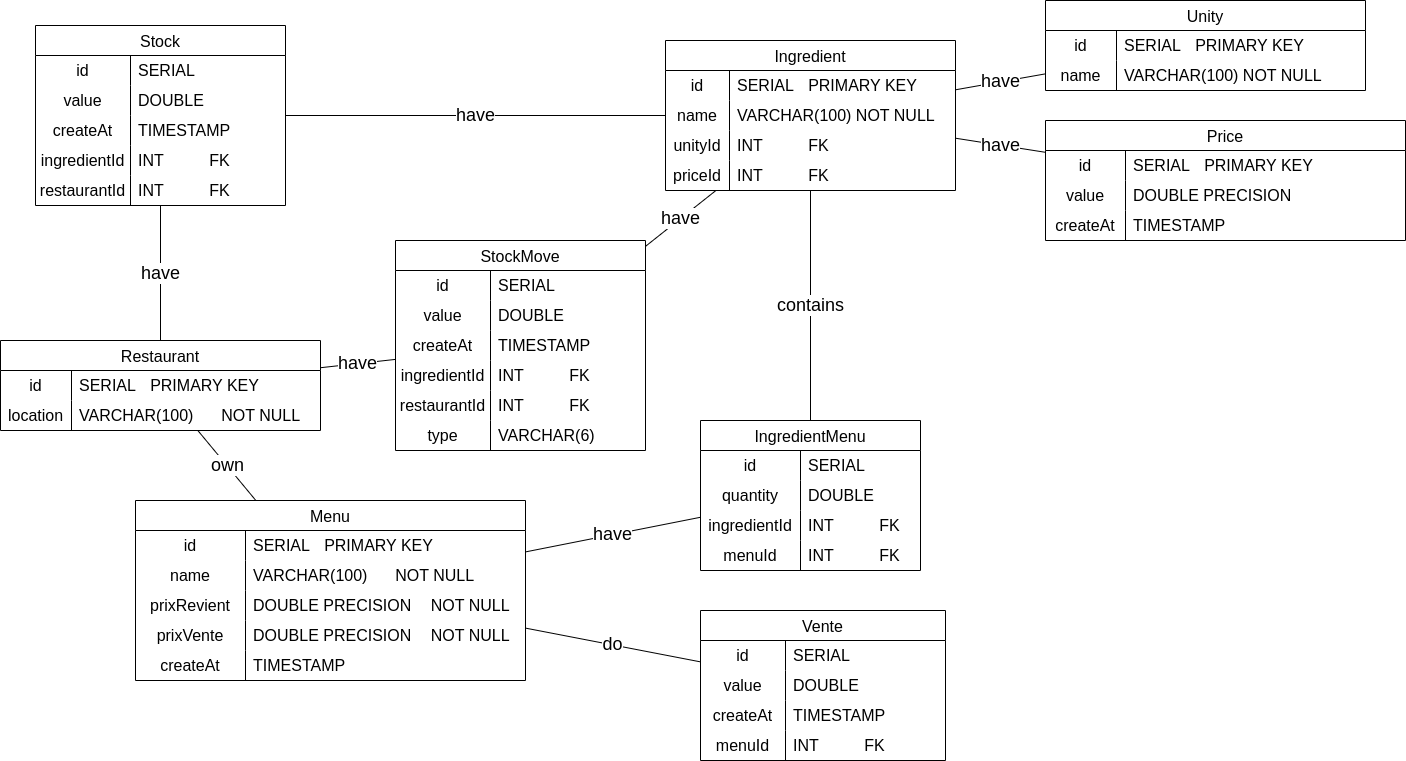 Stock
id SERIAL
value DOUBLE
createAt TIMESTAMP
ingredientId INT FK
restaurantId INT FK
have
Ingredient
id SERIAL PRIMARY KEY
name VARCHAR(100) NOT NULL
unityId INT FK
priceId INT FK
have
Unity
id SERIAL PRIMARY KEY
name VARCHAR(100) NOT NULL
have
Price
id SERIAL PRIMARY KEY
value DOUBLE PRECISION
createAt TIMESTAMP
have
have
StockMove
id SERIAL
value DOUBLE
createAt TIMESTAMP
ingredientId INT FK
restaurantId INT FK
type VARCHAR(6)
contains
Restaurant
id SERIAL PRIMARY KEY
location VARCHAR(100) NOT NULL
have
own
IngredientMenu
id SERIAL
quantity DOUBLE
ingredientId INT FK
menuId INT FK
Menu
id SERIAL PRIMARY KEY
name VARCHAR(100) NOT NULL
prixRevient DOUBLE PRECISION NOT NULL
prixVente DOUBLE PRECISION NOT NULL
createAt TIMESTAMP
have
do
Vente
id SERIAL
value DOUBLE
createAt TIMESTAMP
menuId INT FK